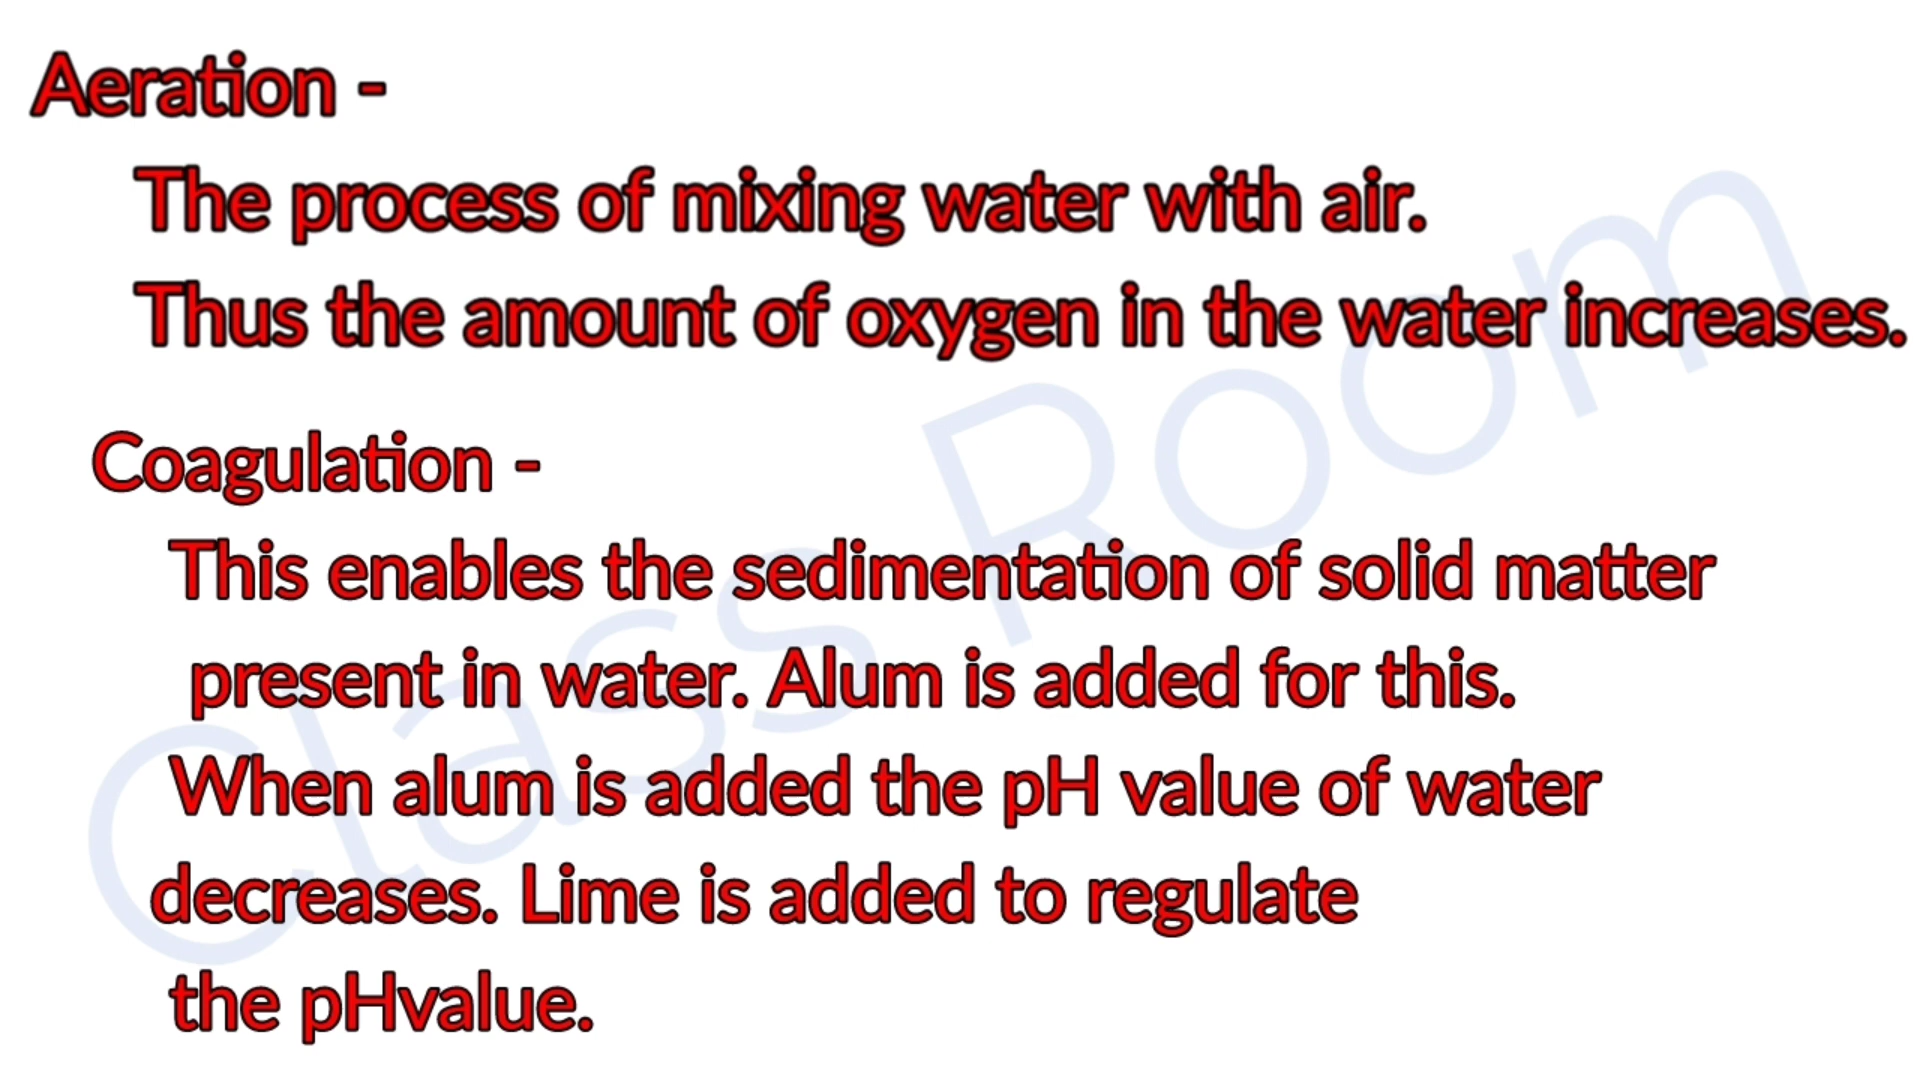 Aeration -
The process of mixing water with air.
Thus the amount of oxygen in the water increases.
Coagulation -
This enables the sedimentation of solid matter
present in water. Alum is added for this.
When alum is added the pH value of water
decreases. Lime is added to regulate
the pHvalue.
Class Room